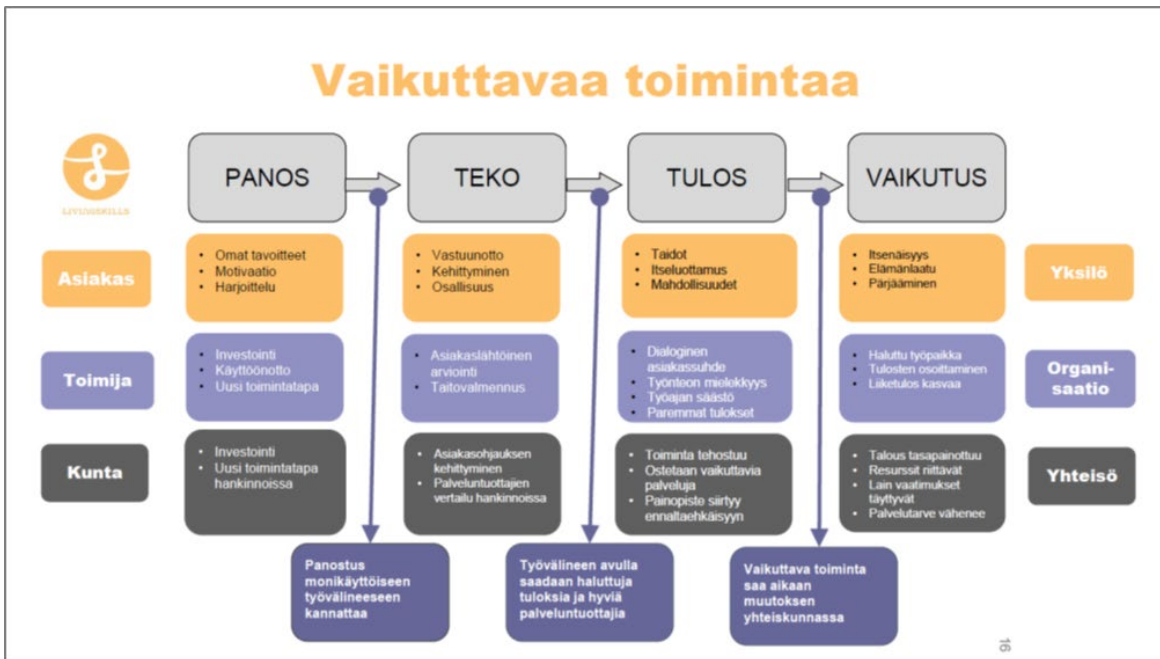 Vaikuttavaa toimintaa
LIVINGSKILLS
PANOS
TEKO
TULOS
VAIKUTUS
Asiakas
• Omat tavoitteet
• Motivaatio
• Harjoittelu
• Vastuunotto
• Kehittyminen
• Osallisuus
• Taidot
• Itseluottamus
• Mahdollisuudet
• Itsenäisyys
• Elämänlaatu
• Pärjääminen
Yksilö
Toimija
• Investointi
• Käyttöönotto
• Uusi toimintatapa
• Asiakaslähtöinen
arviointi
• Taitovalmennus
• Dialoginen
asiakassuhde
• Työnteon mielekkyys
• Työajan säästö
• Paremmat tulokset
• Haluttu työpaikka
• Tulosten osoittaminen
• Liiketulos kasvaa
Organi-
saatio
Kunta
• Investointi
• Uusi toimintatapa
hankinnoissa
• Asiakasohjauksen
kehittyminen
• Palveluntuottajien
vertailu hankinnoissa
• Toiminta tehostuu
• Ostetaan vaikuttavia
palveluja
• Painopiste siirtyy
ennaltaehkäisyyn
• Talous tasapainottuu
• Resurssit riittävät
• Lain vaatimukset
täyttyvät
• Palvelutarve vähenee
Yhteisö
Panostus
monikäyttöiseen
työvälineeseen
kannattaa
Työvälineen avulla
saadaan haluttuja
tuloksia ja hyviä
palveluntuottajia
Vaikuttava toiminta
saa aikaan
muutoksen
yhteiskunnassa
16